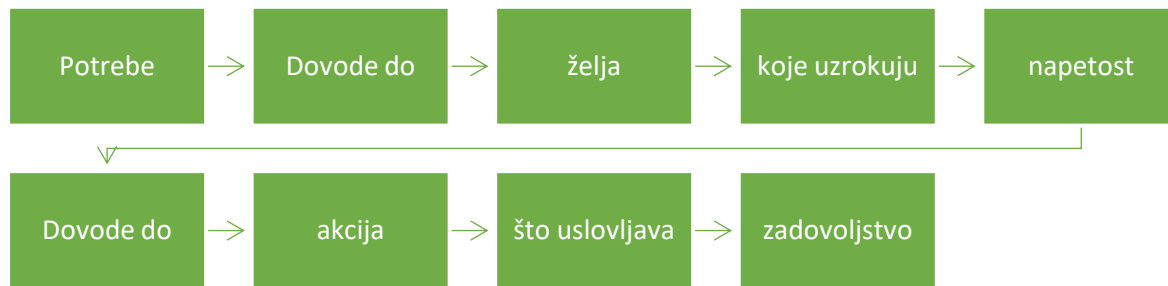 Potrebe
Dovode do
želja
koje uzrokuju
napetost
Dovode do
akcija
što uslovljava
zadovoljstvo